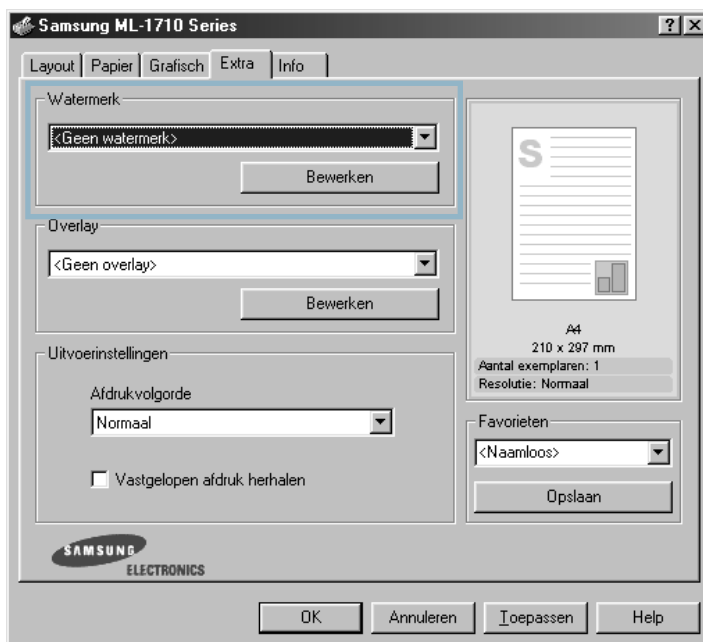 Samsung ML-1710 Series
Layout Papier Grafisch Extra Info
Watermerk
<Geen watermerk>
Bewerken
Overlay
<Geen overlay>
Bewerken
Uitvoerinstellingen
Afdrukvolgorde
Normaal
Vastgelopen afdruk herhalen
SAMSUNG
ELECTRONICS
S
A4
210 x 297 mm
Aantal exemplaren: 1
Resolutie: Normaal
Favorieten
<Naamloos>
Opslaan
OK Annuleren Toepassen Help